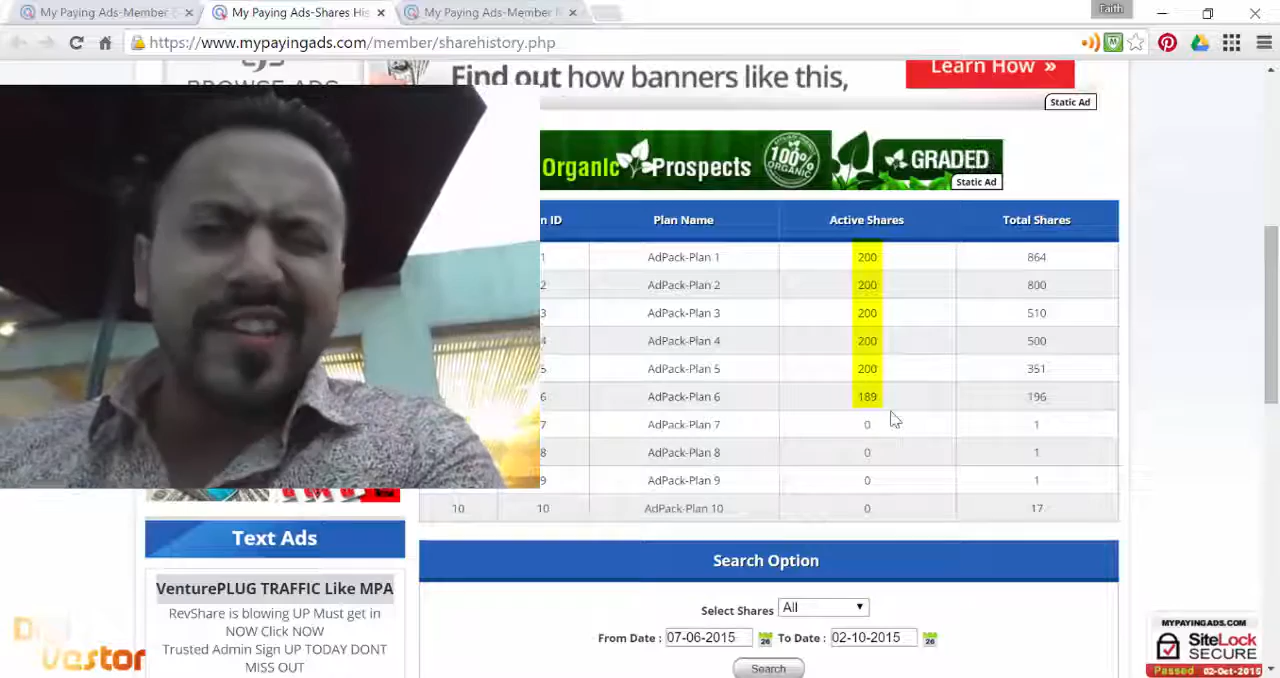 My Paying Ads-Member
My Paying Ads-Shares His
My Paying Ads-Member
Faith
https://www.mypayingads.com/member/sharehistory.php
BROWSE ADS
Find out how banners like this,
Learn How »
Static Ad
Organic Prospects
100%
ORGANIC
GRADED
Static Ad
n ID Plan Name Active Shares Total Shares
1 AdPack-Plan 1 200 864
2 AdPack-Plan 2 200 800
3 AdPack-Plan 3 200 510
4 AdPack-Plan 4 200 500
5 AdPack-Plan 5 200 351
6 AdPack-Plan 6 189 196
7 AdPack-Plan 7 0 1
8 AdPack-Plan 8 0 1
9 AdPack-Plan 9 0 1
10 10 AdPack-Plan 10 0 17
Text Ads
VenturePLUG TRAFFIC Like MPA
RevShare is blowing UP Must get in
NOW Click NOW
Trusted Admin Sign UP TODAY DONT
MISS OUT
Search Option
Select Shares All
From Date : 07-06-2015 To Date : 02-10-2015
Search
MYPAYINGADS.COM
SiteLock
SECURE
Passed 02-Oct-2015
vestor